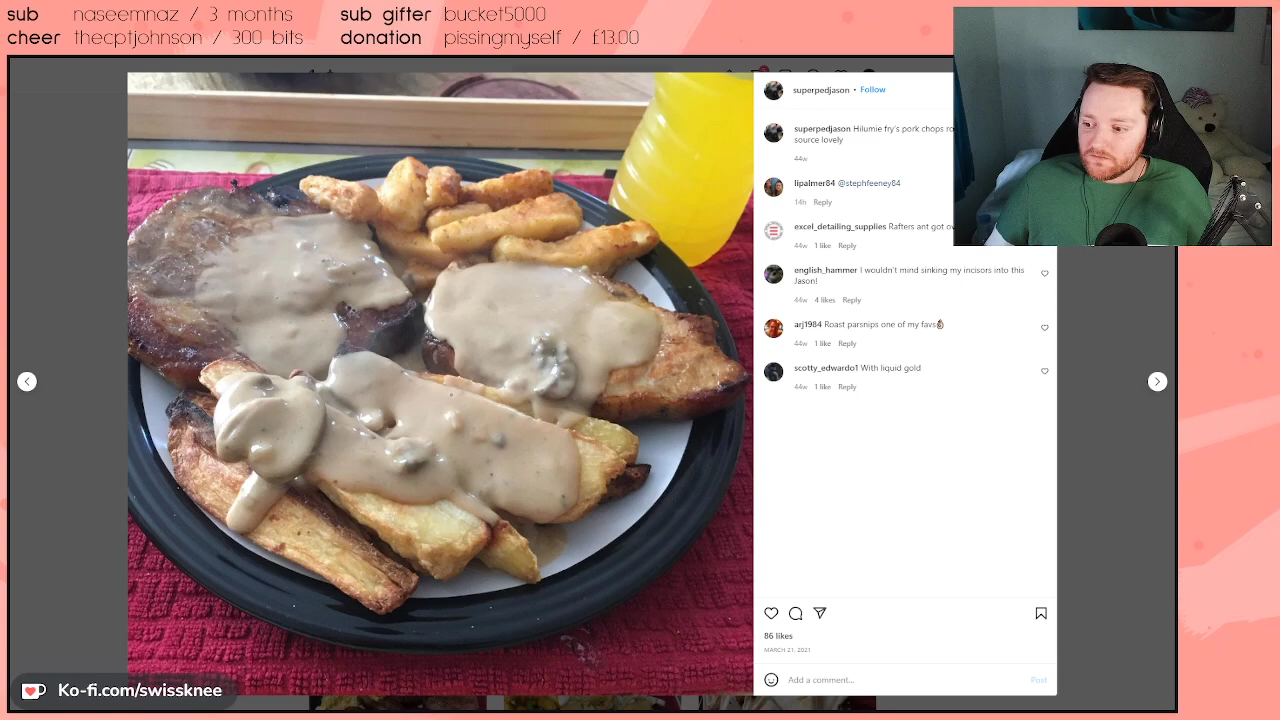 sub naezmnaz / 3 months sub gifter bucket5000
cheer thecptjohnson / 300 bits donation pissingmyself / £13.00
superpedjason • Follow
superpedjason Hilumie fry's pork chops
source lovely
44w
lipalmer84 @stephfeeney84
14h Reply
excel_detailing_supplies Rafters ant got
44w 1 like Reply
english_hammer I wouldn't mind sinking my incisors into this
Jason!
44w 4 likes Reply
arj1984 Roast parsnips one of my favs👌🏽
44w 1 like Reply
scotty_edwardo1 With liquid gold
44w 1 like Reply
86 likes
MARCH 21, 2021
Add a comment... Post
Ko-fi.com/swissknee